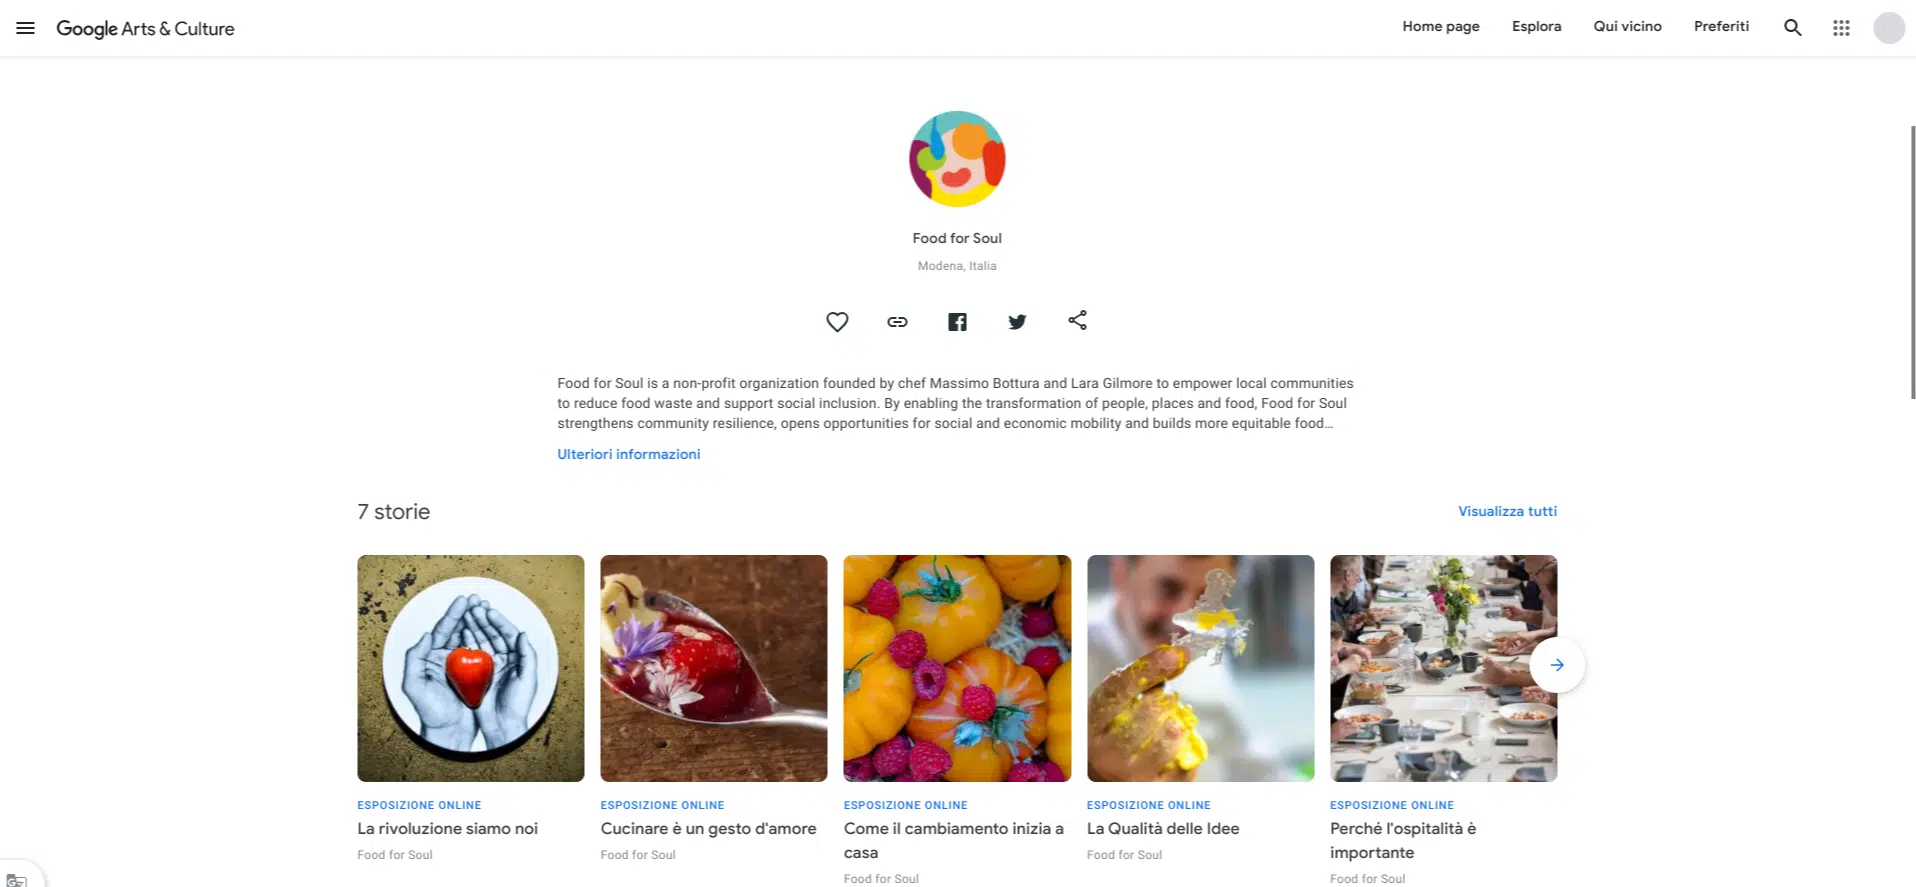 Google Arts & Culture
Home page
Esplora
Qui vicino
Preferiti
Food for Soul
Modena, Italia
Food for Soul is a non-profit organization founded by chef Massimo Bottura and Lara Gilmore to empower local communities
to reduce food waste and support social inclusion. By enabling the transformation of people, places and food, Food for Soul
strengthens community resilience, opens opportunities for social and economic mobility and builds more equitable food…
Ulteriori informazioni
7 storie
Visualizza tutti
ESPOSIZIONE ONLINE
La rivoluzione siamo noi
Food for Soul
ESPOSIZIONE ONLINE
Cucinare è un gesto d'amore
Food for Soul
ESPOSIZIONE ONLINE
Come il cambiamento inizia a
casa
Food for Soul
ESPOSIZIONE ONLINE
La Qualità delle Idee
Food for Soul
ESPOSIZIONE ONLINE
Perché l'ospitalità è
importante
Food for Soul